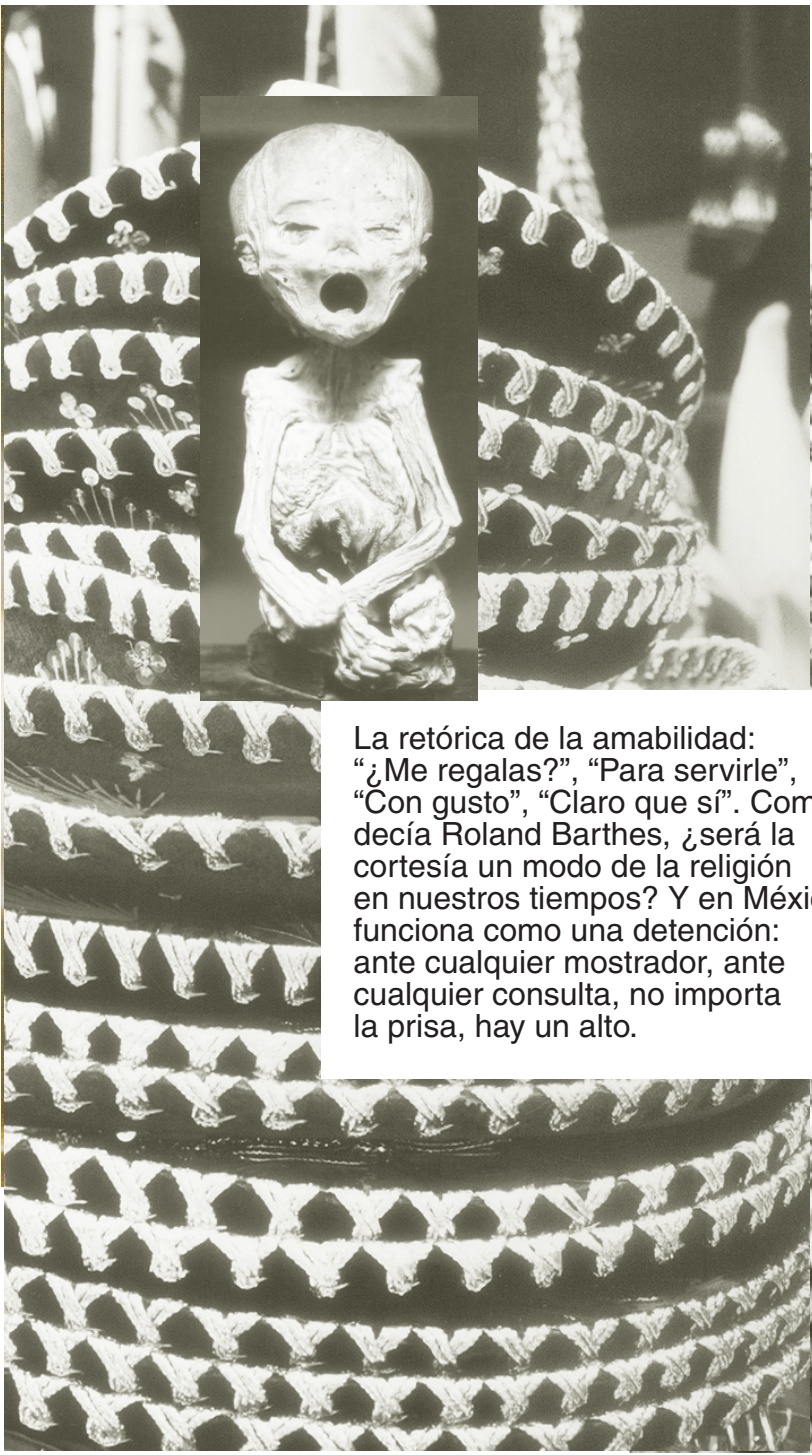 La retórica de la amabilidad:
“¿Me regalas?”, “Para servirle”,
“Con gusto”, “Claro que sí”. Com
decía Roland Barthes, ¿será la
cortesía un modo de la religión
en nuestros tiempos? Y en Méxi
funciona como una detención:
ante cualquier mostrador, ante
cualquier consulta, no importa
la prisa, hay un alto.